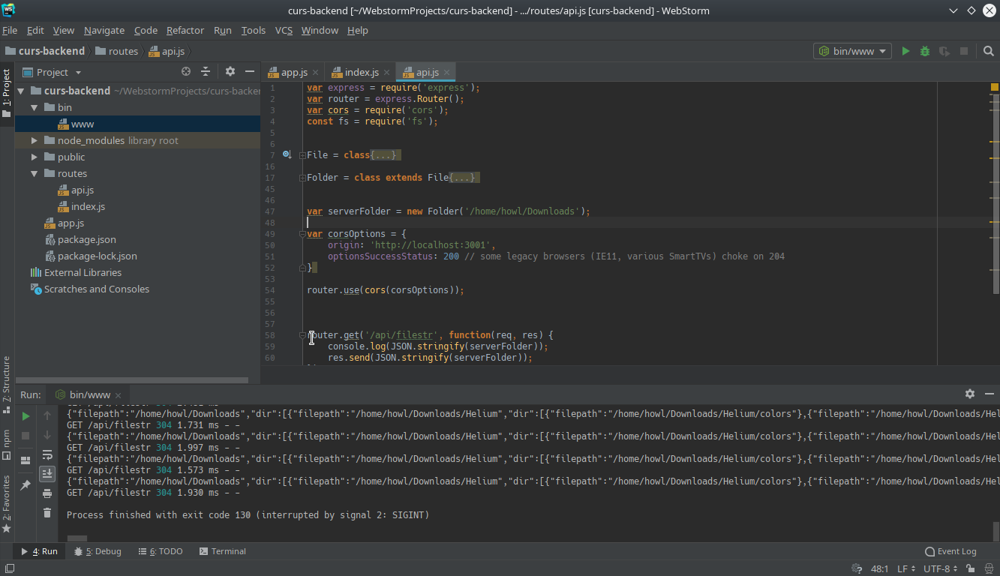 WS
curs-backend [~/WebstormProjects/curs-backend] - .../routes/api.js [curs-backend] - WebStorm
File Edit View Navigate Code Refactor Run Tools VCS Window Help
curs-backend routes api.js
bin/www
1: Project
Project
app.js index.js api.js
curs-backend ~/WebstormProjects/curs-backen
bin
www
node_modules library root
public
routes
api.js
index.js
app.js
package.json
package-lock.json
External Libraries
Scratches and Consoles
1 var express = require('express');
2 var router = express.Router();
3 var cors = require('cors');
4 const fs = require('fs');
5
6
7 File = class{...}
16
17 Folder = class extends File{...}
45
46
47 var serverFolder = new Folder('/home/howl/Downloads');
48
49 var corsOptions = {
50 origin: 'http://localhost:3001',
51 optionsSuccessStatus: 200 // some legacy browsers (IE11, various SmartTVs) choke on 204
52 }
53
54 router.use(cors(corsOptions));
55
56
57
58 router.get('/api/filestr', function(req, res) {
59 console.log(JSON.stringify(serverFolder));
60 res.send(JSON.stringify(serverFolder));
7: Structure
npm
2: Favorites
Run: bin/www
{"filepath":"/home/howl/Downloads","dir":[{"filepath":"/home/howl/Downloads/Helium","dir":[{"filepath":"/home/howl/Downloads/Helium/colors"},{"filepath":"/home/howl/Downloads/Hel
GET /api/filestr 304 1.731 ms - -
{"filepath":"/home/howl/Downloads","dir":[{"filepath":"/home/howl/Downloads/Helium","dir":[{"filepath":"/home/howl/Downloads/Helium/colors"},{"filepath":"/home/howl/Downloads/Hel
GET /api/filestr 304 1.997 ms - -
{"filepath":"/home/howl/Downloads","dir":[{"filepath":"/home/howl/Downloads/Helium","dir":[{"filepath":"/home/howl/Downloads/Helium/colors"},{"filepath":"/home/howl/Downloads/Hel
GET /api/filestr 304 1.573 ms - -
{"filepath":"/home/howl/Downloads","dir":[{"filepath":"/home/howl/Downloads/Helium","dir":[{"filepath":"/home/howl/Downloads/Helium/colors"},{"filepath":"/home/howl/Downloads/Hel
GET /api/filestr 304 1.930 ms - -
Process finished with exit code 130 (interrupted by signal 2: SIGINT)
4: Run 5: Debug 6: TODO Terminal Event Log
48:1 LF UTF-8